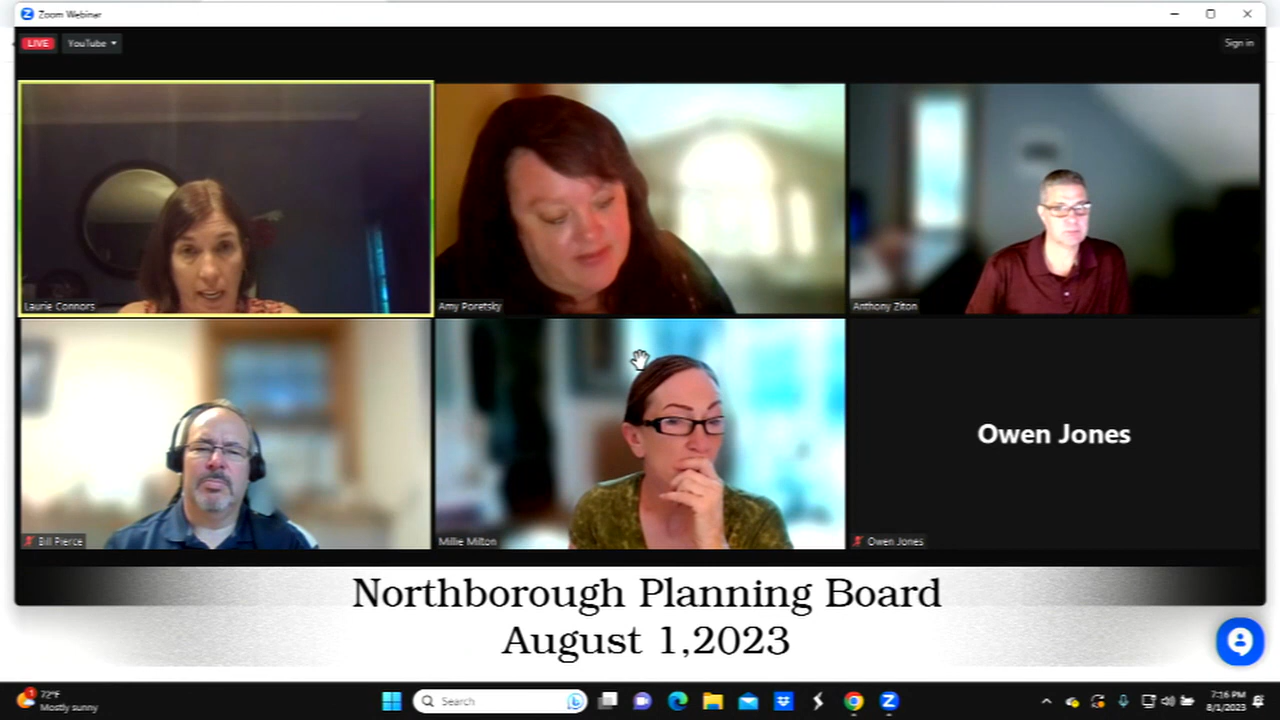 Zoom Webinar
LIVE
YouTube
Sign in
Laurie Connors
Amy Poretsky
Anthony Ziton
Owen Jones
Bill Pierce
Millie Milton
Owen Jones
Northborough Planning Board
August 1,2023
1
72°F
Mostly sunny
Search
7:16 PM
8/1/2023